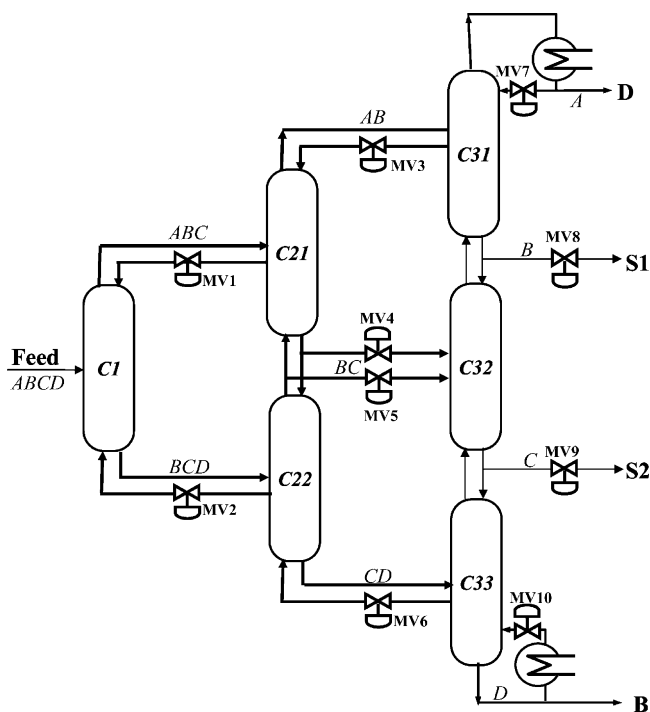 MV7
A
D
AB
MV3
C31
ABC
MV1
C21
B
MV8
S1
Feed
ABCD
C1
MV4
BC
MV5
C32
BCD
MV2
C22
C
MV9
S2
CD
MV6
C33
MV10
D
B